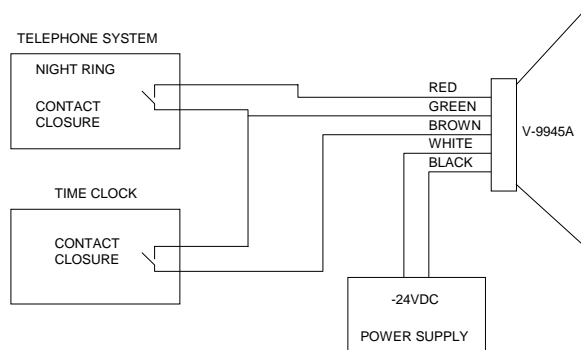 TELEPHONE SYSTEM
NIGHT RING
CONTACT
CLOSURE
RED
GREEN
BROWN
WHITE
BLACK
V-9945A
TIME CLOCK
CONTACT
CLOSURE
-24VDC
POWER SUPPLY